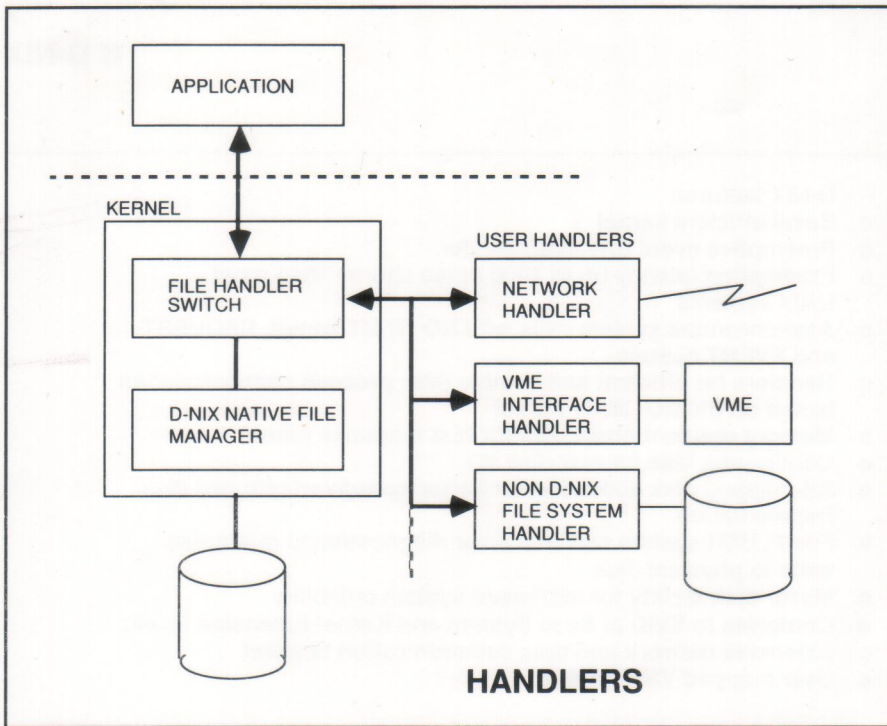 APPLICATION
KERNEL
FILE HANDLER
SWITCH
D-NIX NATIVE FILE
MANAGER
USER HANDLERS
NETWORK
HANDLER
VME
INTERFACE
HANDLER
VME
NON D-NIX
FILE SYSTEM
HANDLER
HANDLERS